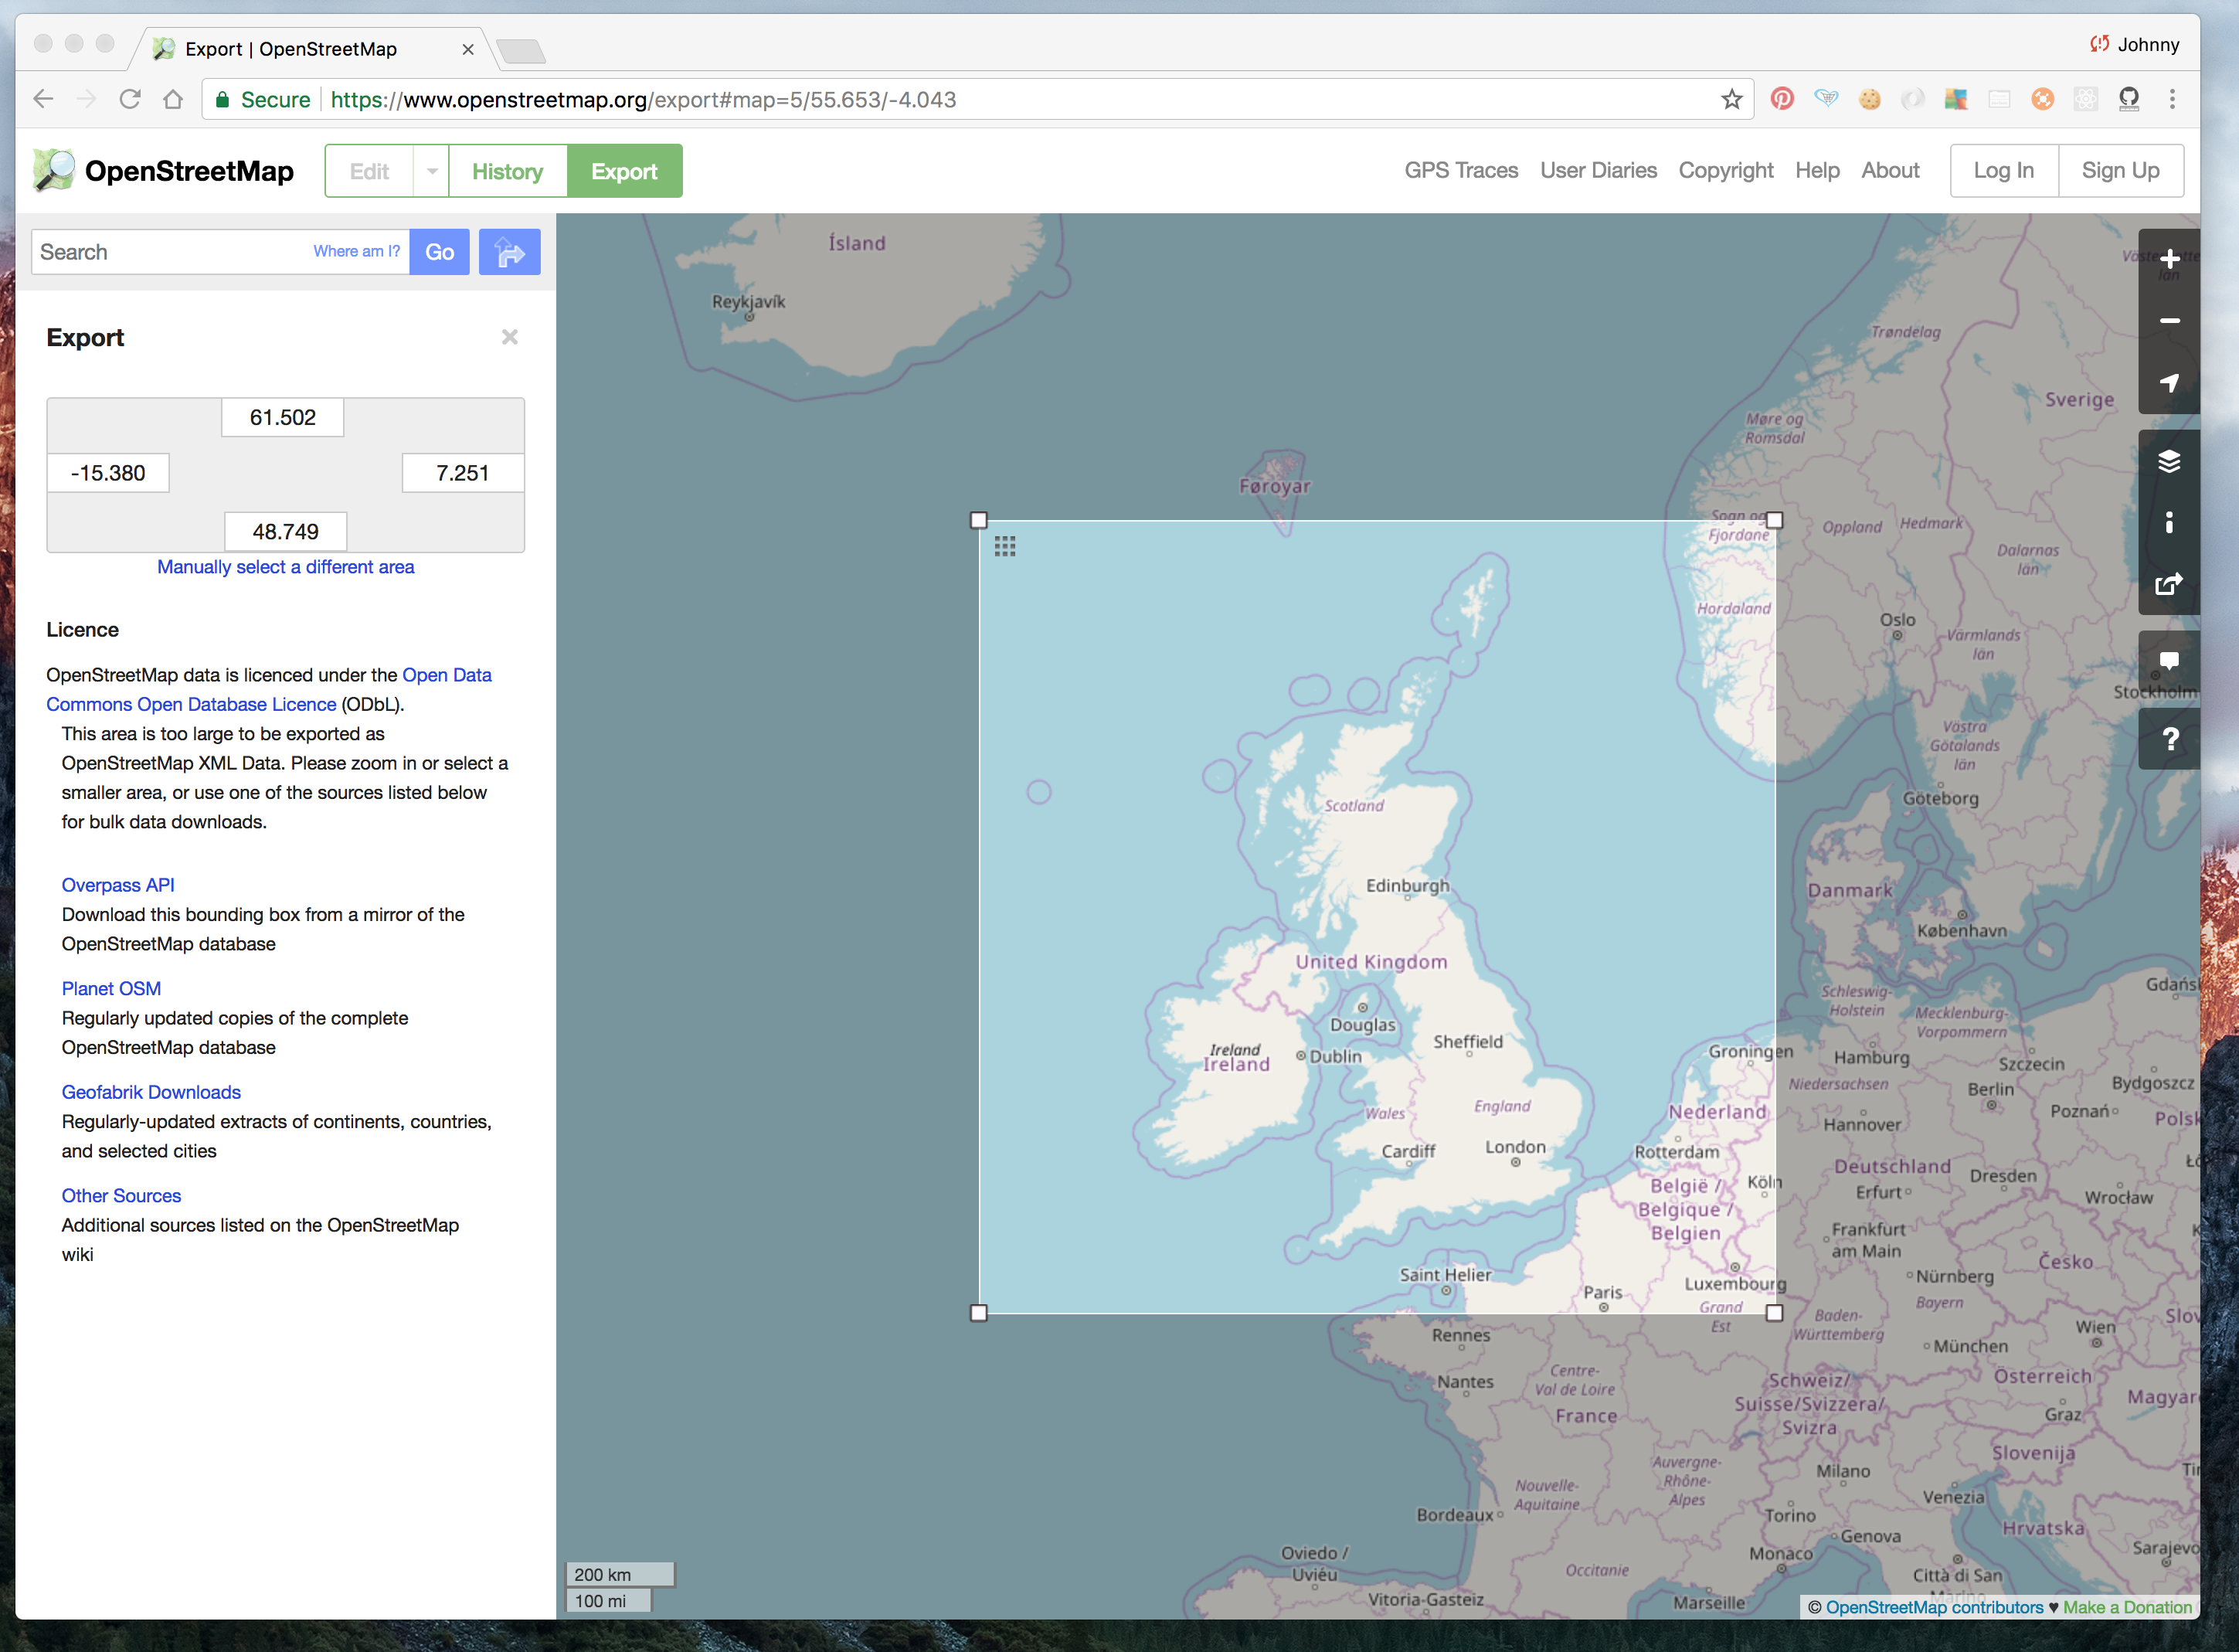 Export | OpenStreetMap
Johnny
Secure
https://www.openstreetmap.org/export#map=5/55.653/-4.043
OpenStreetMap
Edit
History
Export
GPS Traces
User Diaries
Copyright
Help
About
Log In
Sign Up
Search
Where am I?
Go
Export
61.502
-15.380
7.251
48.749
Manually select a different area
Licence
OpenStreetMap data is licenced under the Open Data
Commons Open Database Licence (ODbL).
This area is too large to be exported as
OpenStreetMap XML Data. Please zoom in or select a
smaller area, or use one of the sources listed below
for bulk data downloads.
Overpass API
Download this bounding box from a mirror of the
OpenStreetMap database
Planet OSM
Regularly updated copies of the complete
OpenStreetMap database
Geofabrik Downloads
Regularly-updated extracts of continents, countries,
and selected cities
Other Sources
Additional sources listed on the OpenStreetMap
wiki
Ísland
Reykjavík
Trøndelag
Sverige
Møre og
Romsdal
Føroyar
Sogn og
Fjordane
Oppland
Hedmark
Dalarnas
län
Hordaland
Oslo
Värmlands
län
Stockholm
Västra
Götalands
län
Göteborg
Scotland
Edinburgh
Danmark
København
United Kingdom
Gdańsk
Schleswig-
Holstein
Mecklenburg-
Vorpommern
Douglas
Sheffield
Ireland
Ireland
Dublin
Groningen
Hamburg
Szczecin
Niedersachsen
Berlin
Bydgoszcz
Wales
England
Nederland
Hannover
Poznań
Polsk
Cardiff
London
Rotterdam
Deutschland
Dresden
België /
Belgique /
Belgien
Köln
Erfurt
Wrocław
Frankfurt
am Main
Česko
Saint Helier
Paris
Luxembourg
Nürnberg
Bayern
Grand
Est
Baden-
Württemberg
Slov
Rennes
Wien
München
Nantes
Centre-
Val de Loire
Schweiz/
Suisse/Svizzera/
Svizra
Österreich
Magyar
France
Graz
Slovenija
Auvergne-
Rhône-
Alpes
Milano
Nouvelle-
Aquitaine
Venezia
Bordeaux
Torino
Genova
Hrvatska
Oviedo /
Uviéu
Monaco
Sarajevo
Occitanie
Città di San
Marino
Vitoria-Gasteiz
Marseille
200 km
100 mi
© OpenStreetMap contributors ♥ Make a Donation